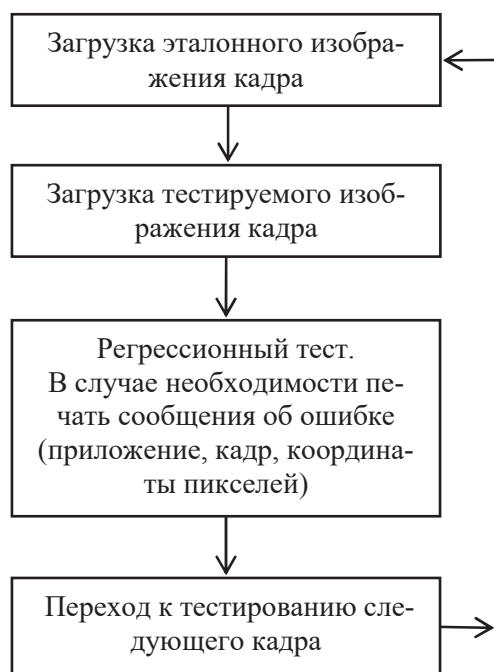 Загрузка эталонного изобра-
жения кадра
Загрузка тестируемого изоб-
ражения кадра
Регрессионный тест.
В случае необходимости пе-
чать сообщения об ошибке
(приложение, кадр, координа-
ты пикселей)
Переход к тестированию сле-
дующего кадра